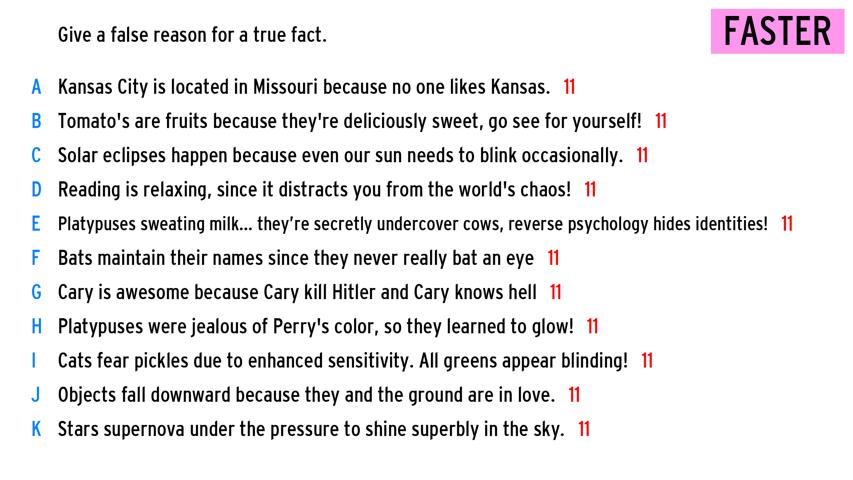 Give a false reason for a true fact.
FASTER
A Kansas City is located in Missouri because no one likes Kansas. 11
B Tomato's are fruits because they're deliciously sweet, go see for yourself! 11
C Solar eclipses happen because even our sun needs to blink occasionally. 11
D Reading is relaxing, since it distracts you from the world's chaos! 11
E Platypuses sweating milk... they’re secretly undercover cows, reverse psychology hides identities! 11
F Bats maintain their names since they never really bat an eye 11
G Cary is awesome because Cary kill Hitler and Cary knows hell 11
H Platypuses were jealous of Perry's color, so they learned to glow! 11
I Cats fear pickles due to enhanced sensitivity. All greens appear blinding! 11
J Objects fall downward because they and the ground are in love. 11
K Stars supernova under the pressure to shine superbly in the sky. 11